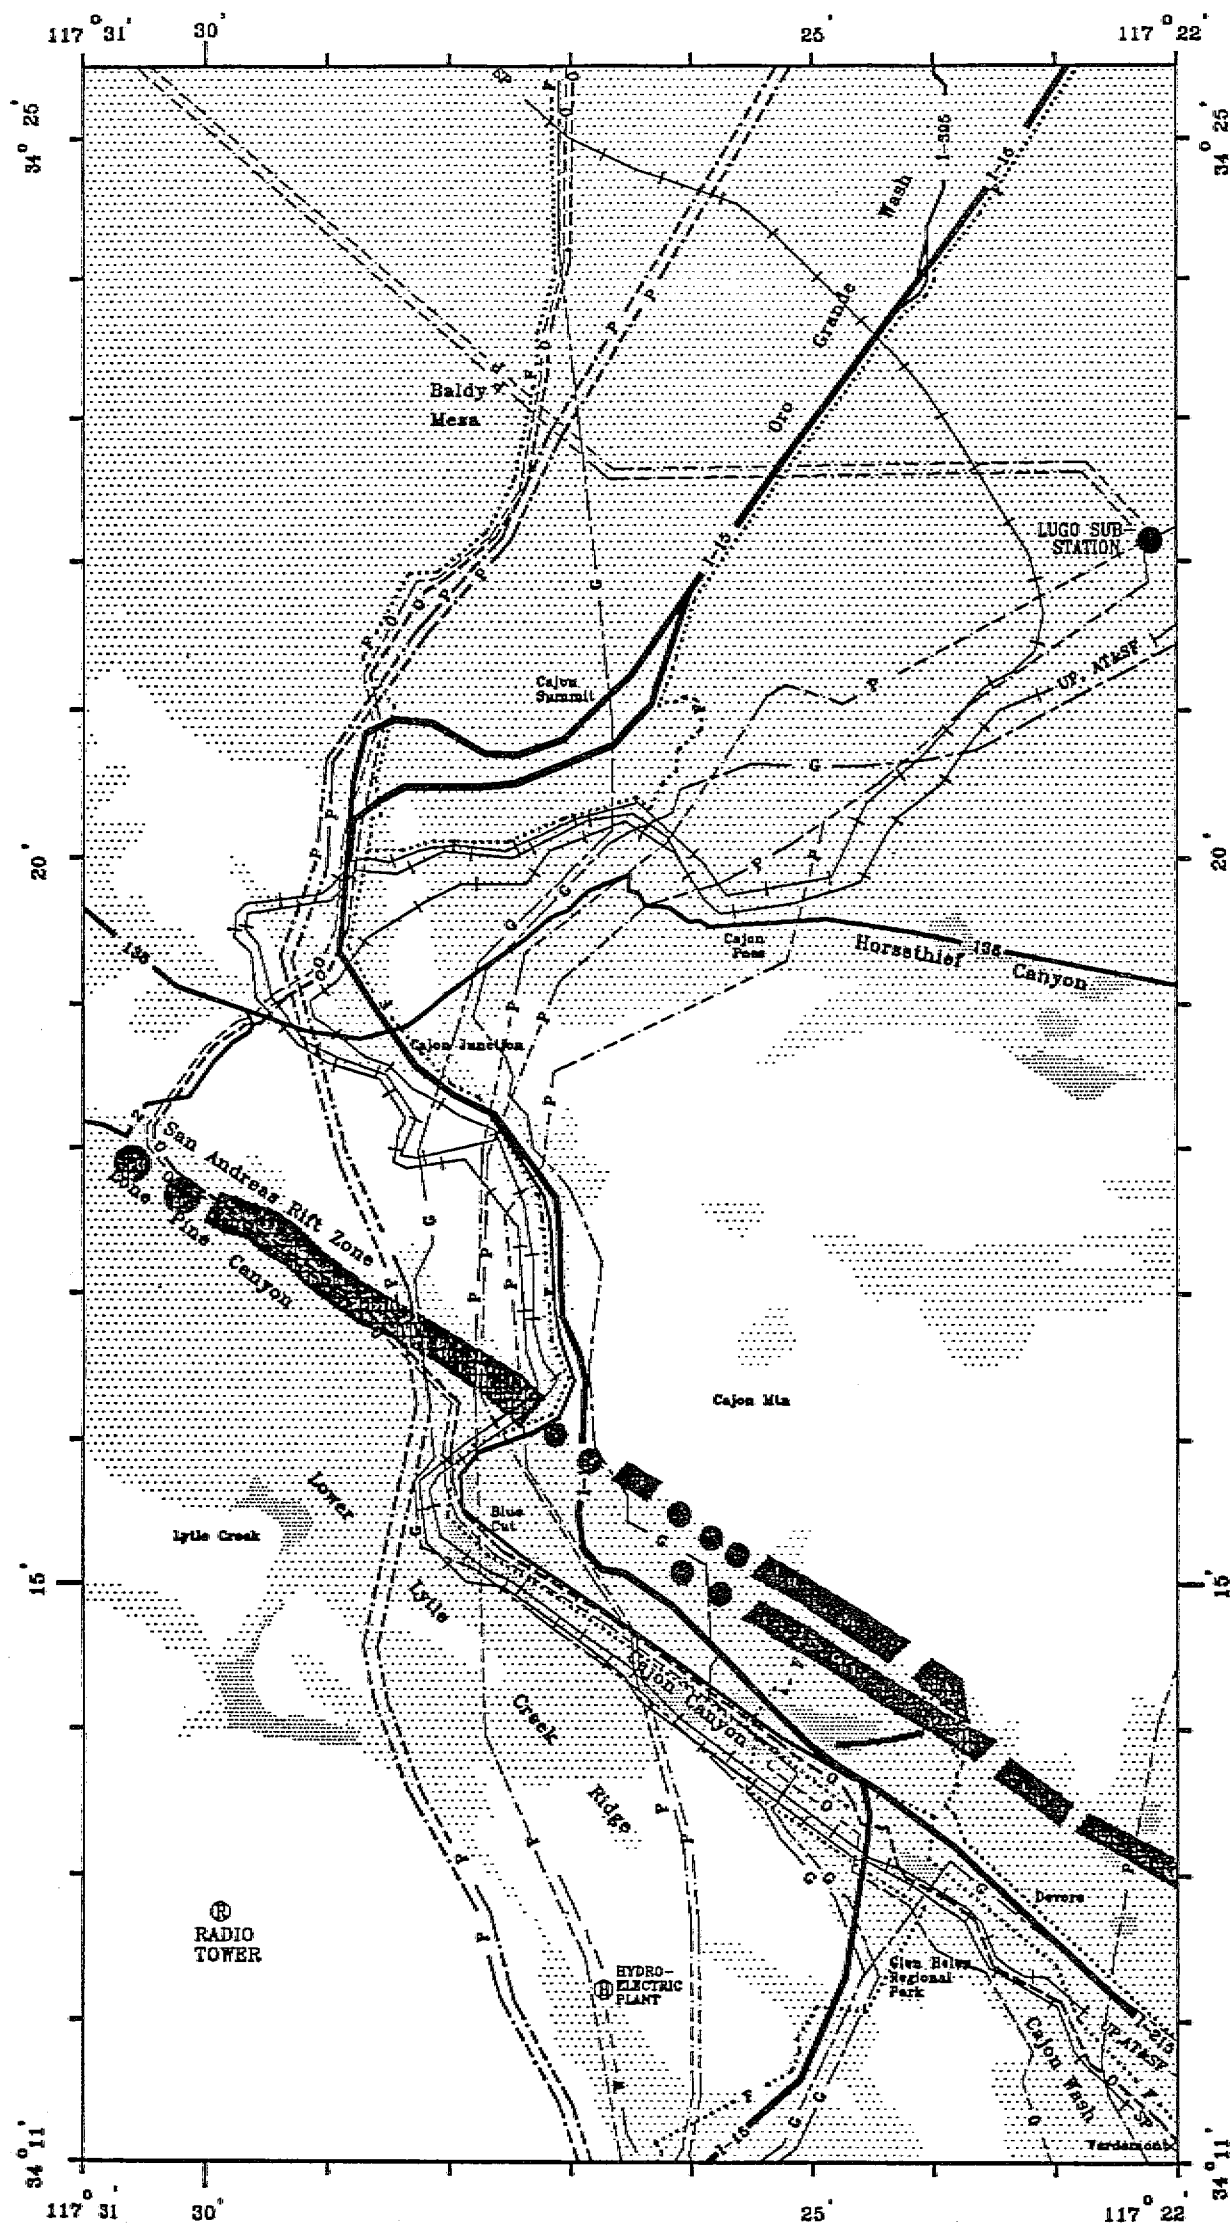 117° 31'
30'
25'
117° 22'
34° 25'
34° 25'
SP
F
O
O
I-395
I-15
Wash
Grande
P
P
Oro
P
P
O
F
Baldy
Mesa
LUGO SUB-
STATION
I-15
G
P
O
O
P
P
F
UP, AT&SF
Cajon
Summit
P
F
G
P
P
20'
20'
P
P
G
G
138
Cajon
Pass
Horsethief
138
Canyon
O
O
F
P
P
Cajon Junction
P
2
O
San Andreas Rift Zone
Lone Pine Canyon
G
P
P
P
F
O
Cajon Mtn
Lower
Lytle Creek
Blue
Cut
G
G
15'
15'
Lytle
Cajon Canyon
Creek
Ridge
O
O
P
P
P
P
P
G
G
G
Devore
RADIO
TOWER
P
HYDRO-
ELECTRIC
PLANT
Glen Helen
Regional
Park
I-215
UP, AT&SF
Cajon Wash
O
F
SP
F
G
G
I-15
Verdemont
34° 11'
34° 11'
117° 31'
30'
25'
117° 22'